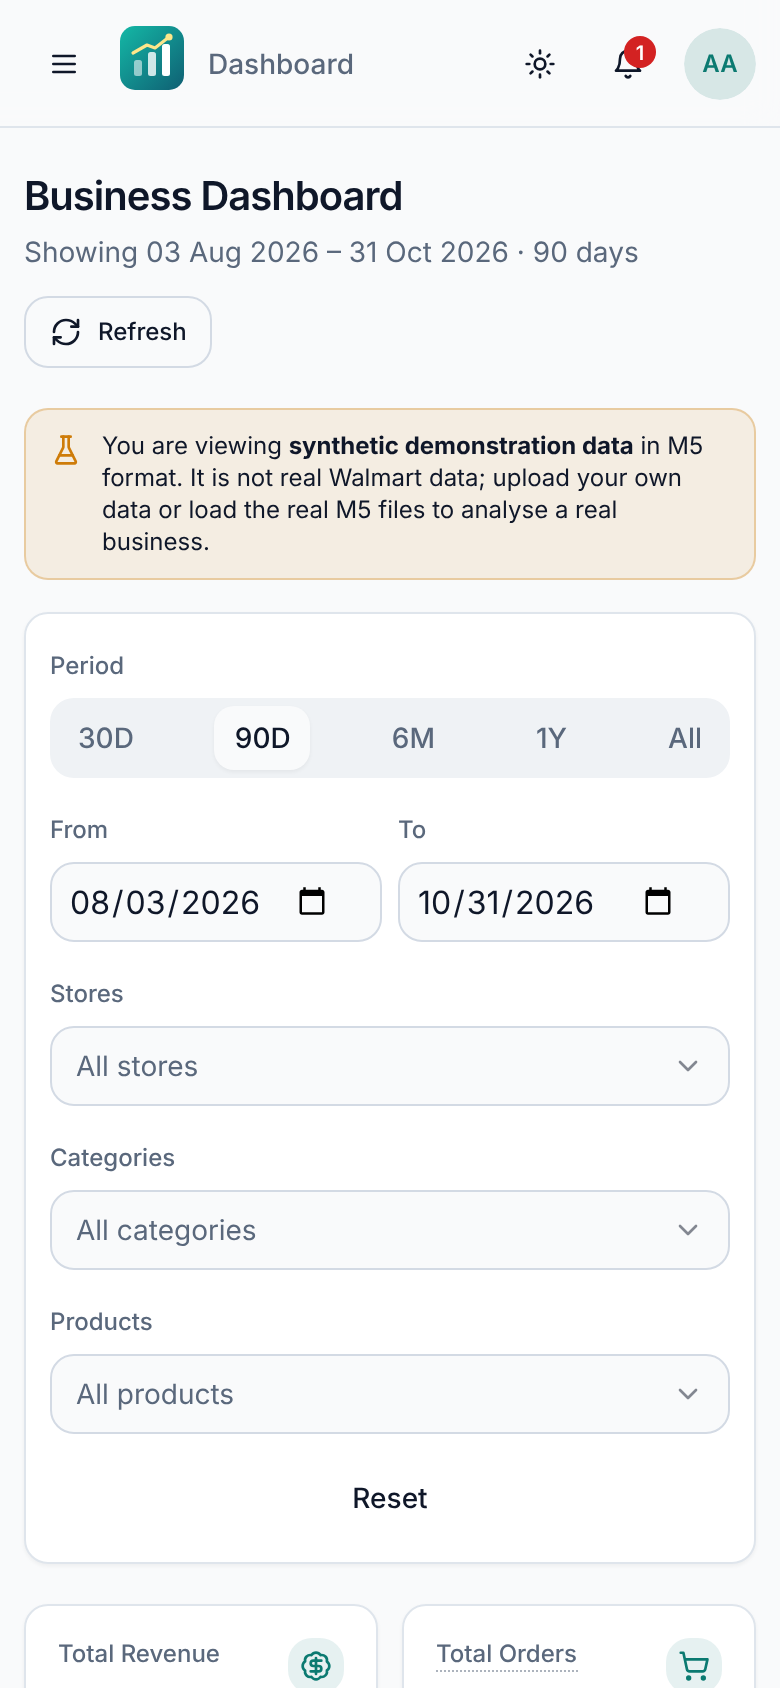 Dashboard
1
AA
Business Dashboard
Showing 03 Aug 2026 – 31 Oct 2026 · 90 days
Refresh
You are viewing synthetic demonstration data in M5
format. It is not real Walmart data; upload your own
data or load the real M5 files to analyse a real
business.
Period
30D 90D 6M 1Y All
From To
08/03/2026 10/31/2026
Stores
All stores
Categories
All categories
Products
All products
Reset
Total Revenue Total Orders